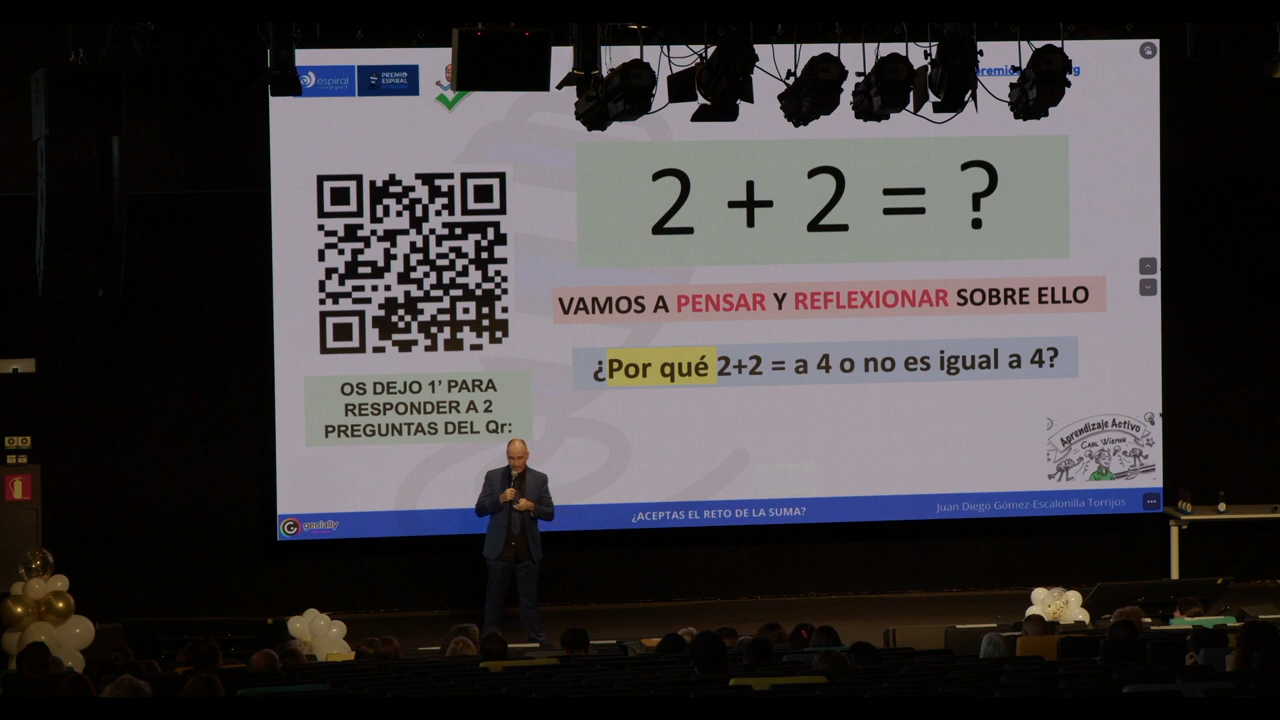 espiral
PREMIO
ESPIRAL
2 + 2 = ?
VAMOS A PENSAR Y REFLEXIONAR SOBRE ELLO
¿Por qué 2+2 = a 4 o no es igual a 4?
OS DEJO 1’ PARA
RESPONDER A 2
PREGUNTAS DEL Qr:
Aprendizaje Activo
CARL WIEMAN
genially
¿ACEPTAS EL RETO DE LA SUMA?
Juan Diego Gómez-Escalonilla Torrijos